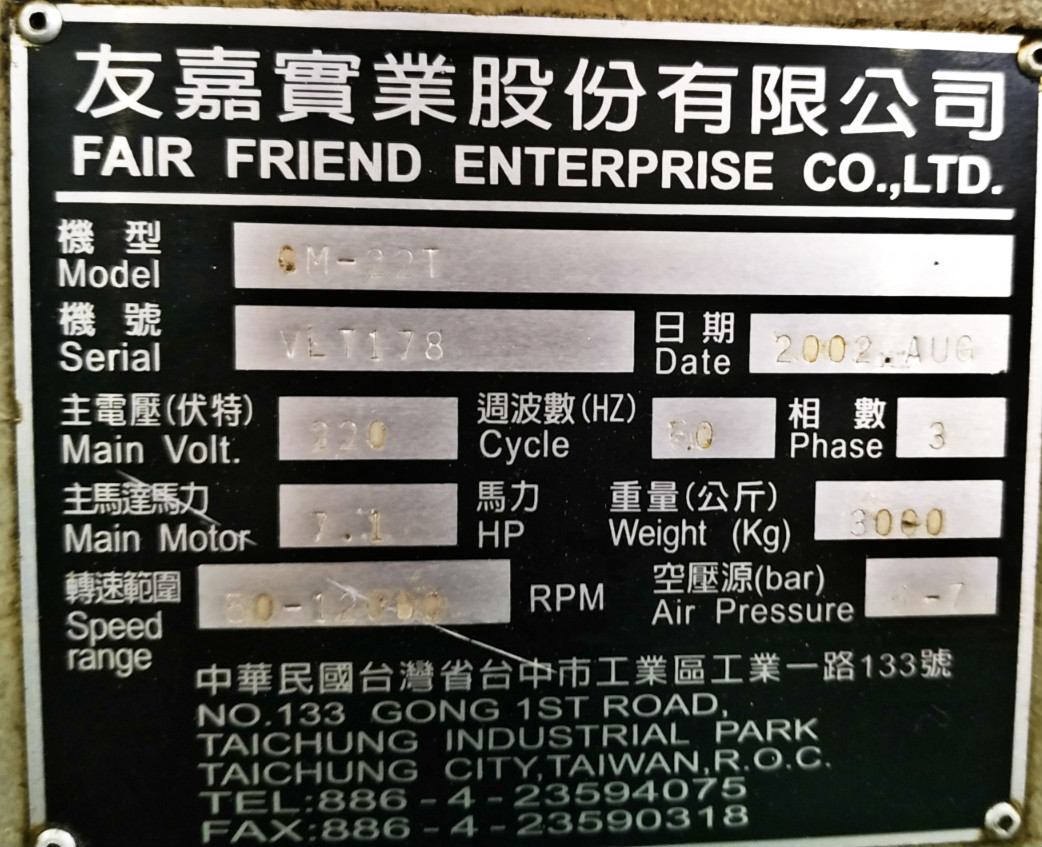 友嘉實業股份有限公司
FAIR FRIEND ENTERPRISE CO.,LTD.
機 型
Model
機 號
Serial
VLT178
日 期
Date
2002.AUG
主電壓(伏特)
Main Volt.
220
週波數(HZ)
Cycle
60
相 數
Phase
3
主馬達馬力
Main Motor
7.1
馬力
HP
重量(公斤)
Weight (Kg)
3000
轉速範圍
Speed
range
50-12000
RPM
空壓源(bar)
Air Pressure
中華民國台灣省台中市工業區工業一路133號
NO.133 GONG 1ST ROAD,
TAICHUNG INDUSTRIAL PARK
TAICHUNG CITY,TAIWAN,R.O.C.
TEL:886-4-23594075
FAX:886-4-23590318